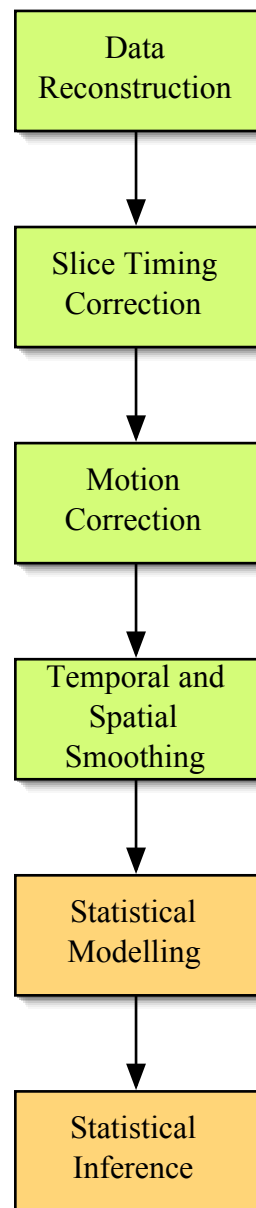 Data
Reconstruction
Slice Timing
Correction
Motion
Correction
Temporal and
Spatial
Smoothing
Statistical
Modelling
Statistical
Inference